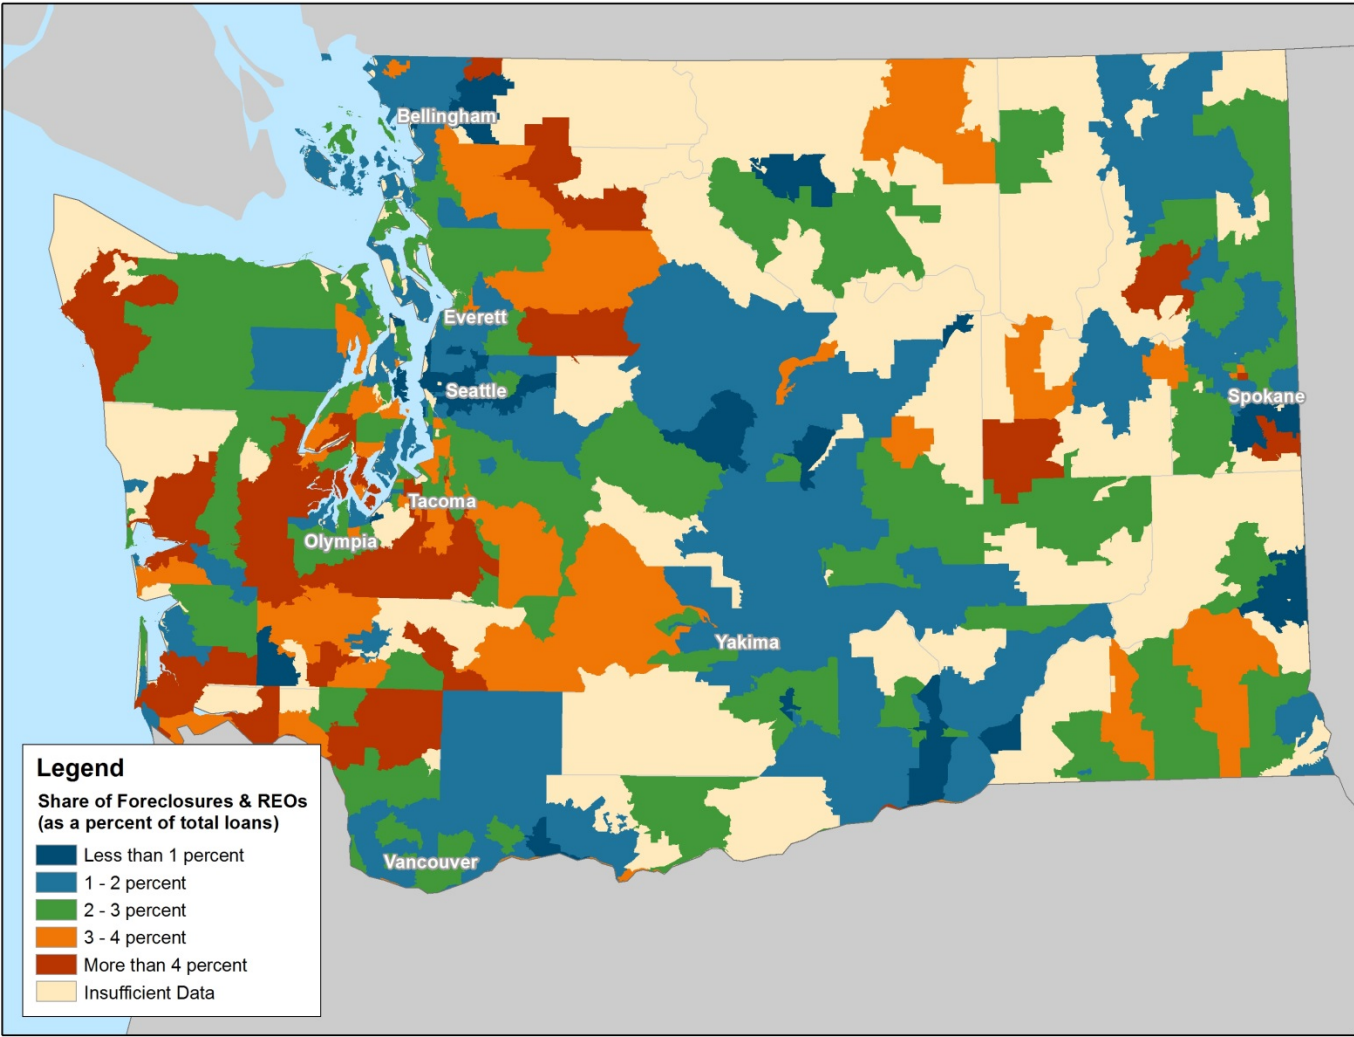 Bellingham
Everett
Seattle
Spokane
Tacoma
Olympia
Yakima
Vancouver
Legend
Share of Foreclosures & REOs
(as a percent of total loans)
Less than 1 percent
1 - 2 percent
2 - 3 percent
3 - 4 percent
More than 4 percent
Insufficient Data